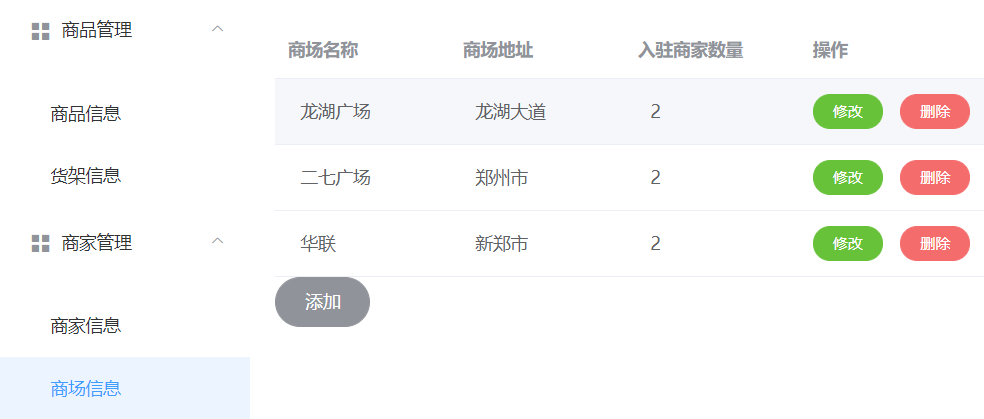 商品管理
商品信息
货架信息
商家管理
商家信息
商场信息
商场名称 商场地址 入驻商家数量 操作
龙湖广场 龙湖大道 2 修改 删除
二七广场 郑州市 2 修改 删除
华联 新郑市 2 修改 删除
添加